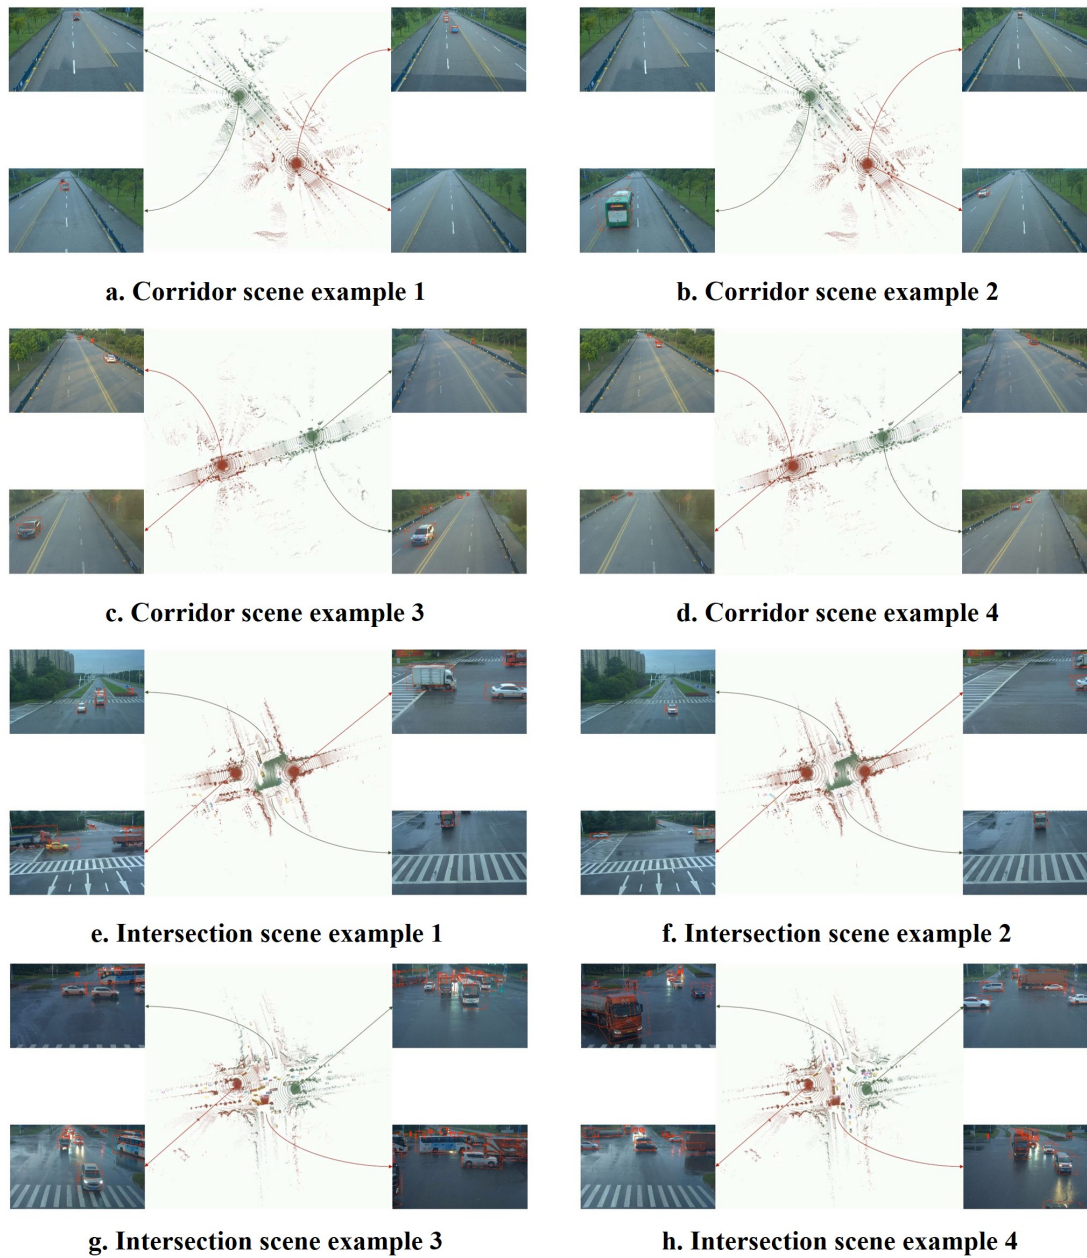 a. Corridor scene example 1
b. Corridor scene example 2
c. Corridor scene example 3
d. Corridor scene example 4
e. Intersection scene example 1
f. Intersection scene example 2
g. Intersection scene example 3
h. Intersection scene example 4